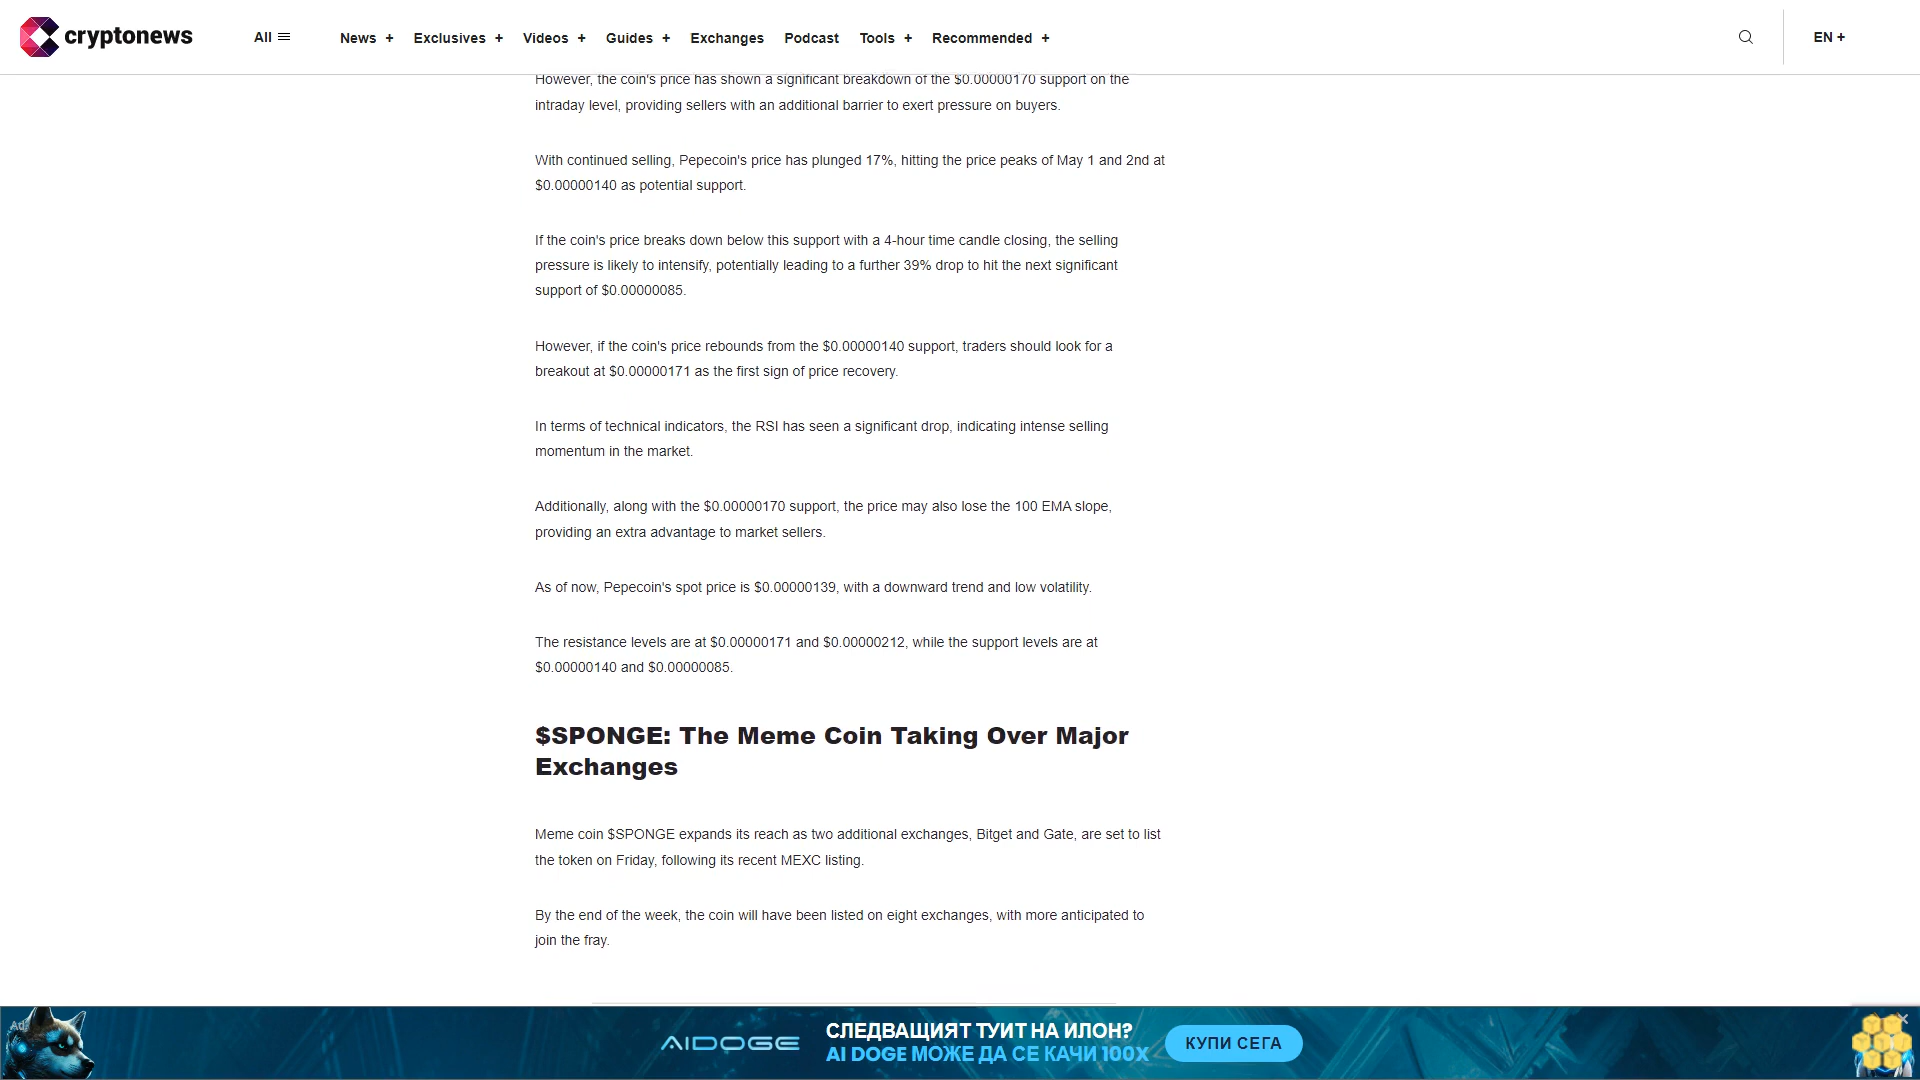 cryptonews
All
News +
Exclusives +
Videos +
Guides +
Exchanges
Podcast
Tools +
Recommended +
EN +
However, the coin's price has shown a significant breakdown of the $0.00000170 support on the
intraday level, providing sellers with an additional barrier to exert pressure on buyers.
With continued selling, Pepecoin's price has plunged 17%, hitting the price peaks of May 1 and 2nd at
$0.00000140 as potential support.
If the coin's price breaks down below this support with a 4-hour time candle closing, the selling
pressure is likely to intensify, potentially leading to a further 39% drop to hit the next significant
support of $0.00000085.
However, if the coin's price rebounds from the $0.00000140 support, traders should look for a
breakout at $0.00000171 as the first sign of price recovery.
In terms of technical indicators, the RSI has seen a significant drop, indicating intense selling
momentum in the market.
Additionally, along with the $0.00000170 support, the price may also lose the 100 EMA slope,
providing an extra advantage to market sellers.
As of now, Pepecoin's spot price is $0.00000139, with a downward trend and low volatility.
The resistance levels are at $0.00000171 and $0.00000212, while the support levels are at
$0.00000140 and $0.00000085.
$SPONGE: The Meme Coin Taking Over Major
Exchanges
Meme coin $SPONGE expands its reach as two additional exchanges, Bitget and Gate, are set to list
the token on Friday, following its recent MEXC listing.
By the end of the week, the coin will have been listed on eight exchanges, with more anticipated to
join the fray.
Ad
AIDOGE
СЛЕДВАЩИЯТ ТУИТ НА ИЛОН?
AI DOGE МОЖЕ ДА СЕ КАЧИ 100X
КУПИ СЕГА